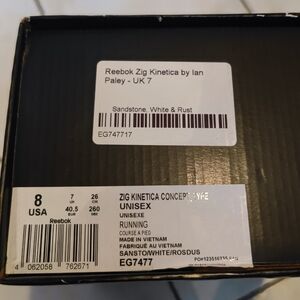 Reebok Zig Kinetica by Ian
Paley - UK 7
Sandstone, White & Rust
EG747717
8
USA
7
UK
26
CM
40.5
EUR
260
Reebok
4 062058 762671
ZIG KINETICA CONCEPT_TYPE
UNISEX
UNISEXE
RUNNING
COURSE A PIED
MADE IN VIETNAM
FABRIQUÉ AU VIETNAM
SANSTO/WHITE/ROSDUS
EG7477